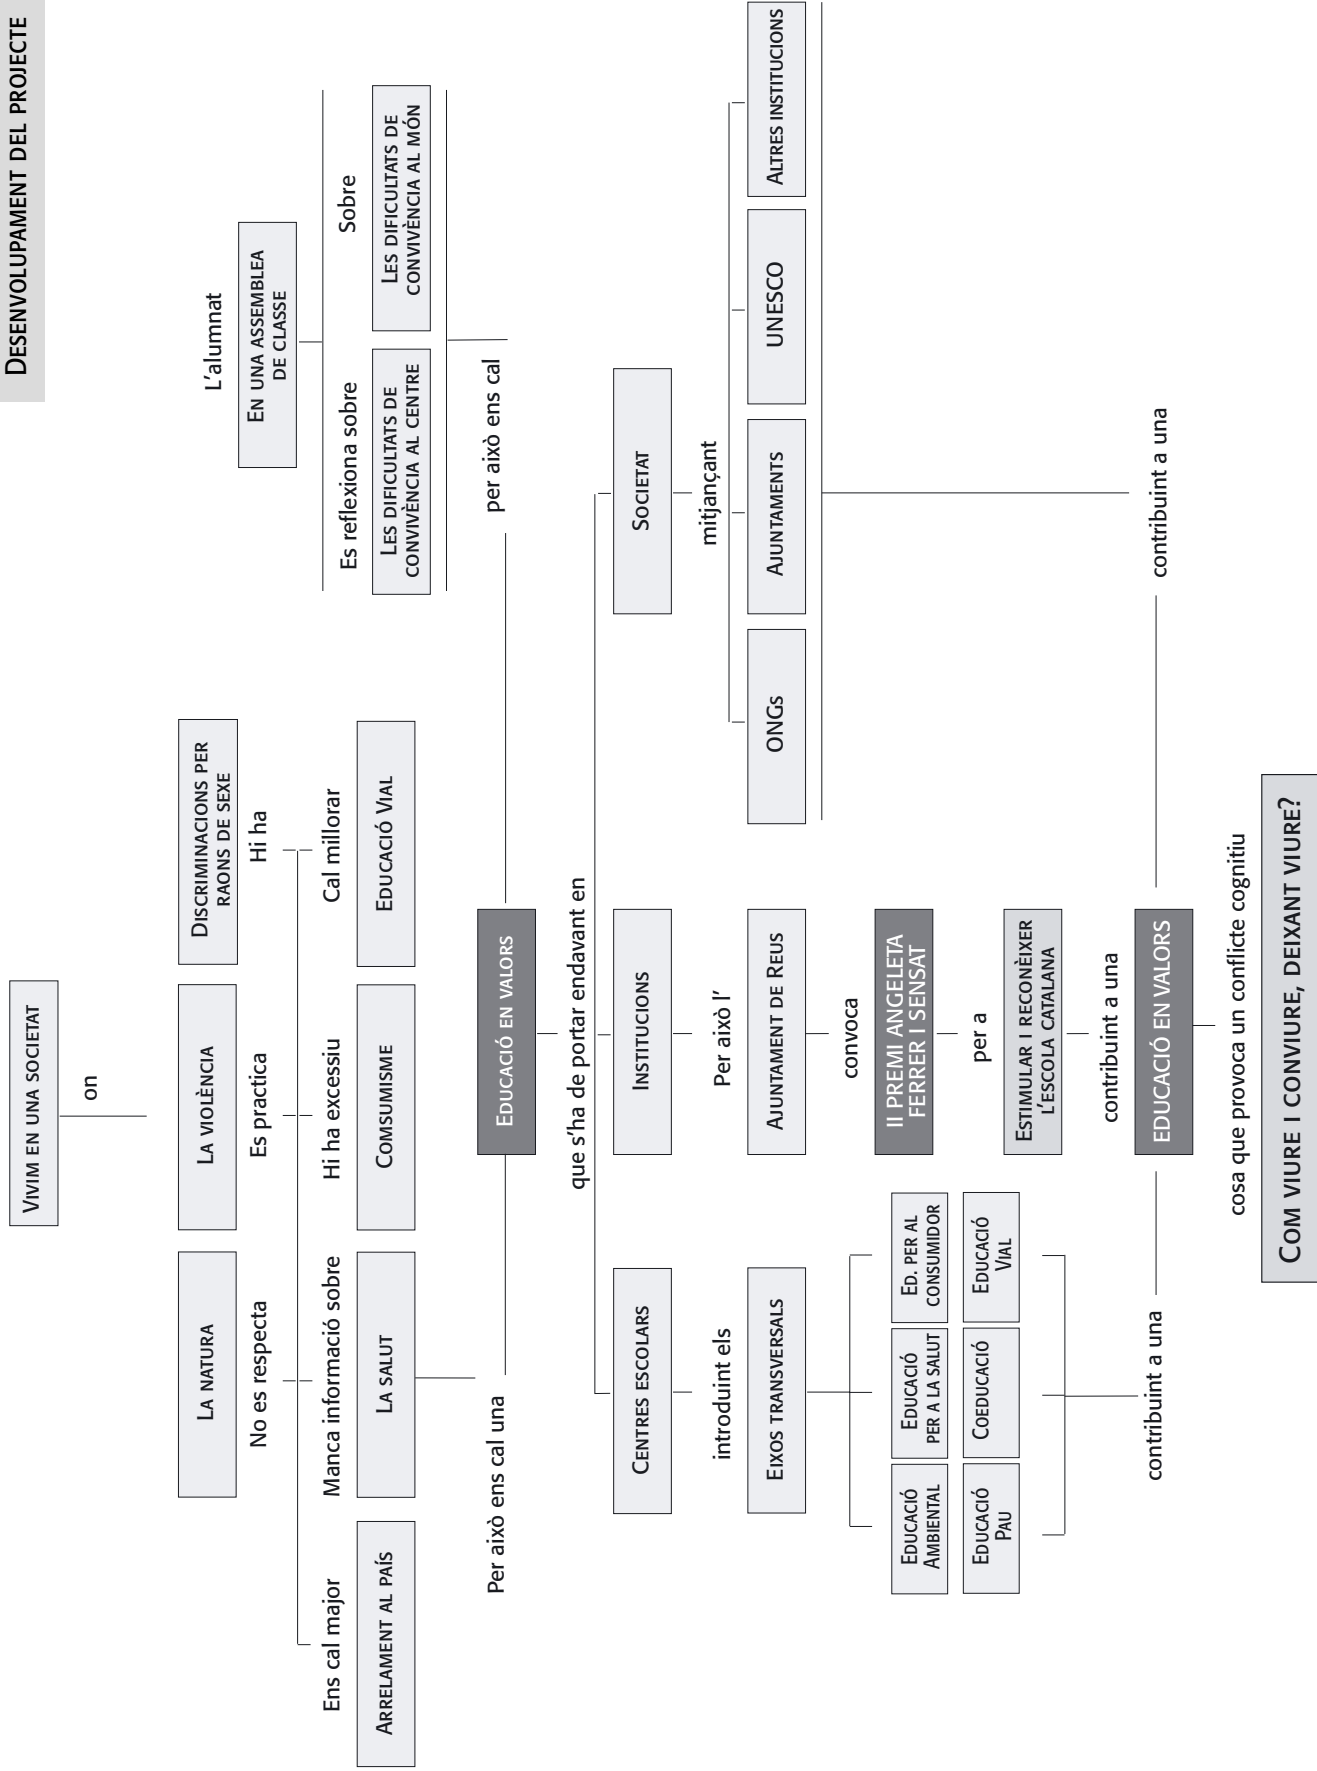 DESENVOLUPAMENT DEL PROJECTE
VIVIM EN UNA SOCIETAT
on
LA NATURA
LA VIOLÈNCIA
DISCRIMINACIONS PER
RAONS DE SEXE
No es respecta
Es practica
Hi ha
Ens cal major
Manca informació sobre
Hi ha excessiu
Cal millorar
ARRELAMENT AL PAÍS
LA SALUT
COMSUMISME
EDUCACIÓ VIAL
L'alumnat
EN UNA ASSEMBLEA
DE CLASSE
Es reflexiona sobre
Sobre
LES DIFICULTATS DE
CONVIVÈNCIA AL CENTRE
LES DIFICULTATS DE
CONVIVÈNCIA AL MÓN
Per això ens cal una
EDUCACIÓ EN VALORS
per això ens cal
que s'ha de portar endavant en
CENTRES ESCOLARS
INSTITUCIONS
SOCIETAT
introduint els
Per això l'
mitjançant
EIXOS TRANSVERSALS
AJUNTAMENT DE REUS
ONGS
AJUNTAMENTS
UNESCO
ALTRES INSTITUCIONS
convoca
EDUCACIÓ
AMBIENTAL
EDUCACIÓ
PER A LA SALUT
ED. PER AL
CONSUMIDOR
II PREMI ANGELETA
FERRER I SENSAT
per a
EDUCACIÓ
PAU
COEDUCACIÓ
EDUCACIÓ
VIAL
ESTIMULAR I RECONÈIXER
L'ESCOLA CATALANA
contribuint a una
contribuint a una
EDUCACIÓ EN VALORS
contribuint a una
cosa que provoca un conflicte cognitiu
COM VIURE I CONVIURE, DEIXANT VIURE?